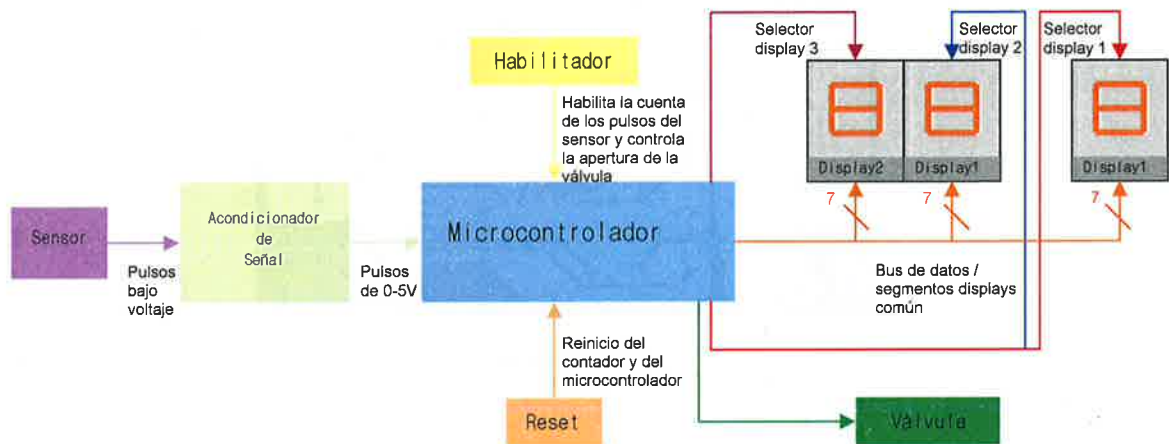 Selector
display 3
Selector
display 2
Selector
display 1
Habilitador
Habilita la cuenta
de los pulsos del
sensor y controla
la apertura de la
válvula
Display2
Display1
Display1
7
7
7
Sensor
Acondicionador
de
Señal
Microcontrolador
Pulsos
bajo
voltaje
Pulsos
de 0-5V
Bus de datos /
segmentos displays
común
Reinicio del
contador y del
microcontrolador
Reset
Válvula